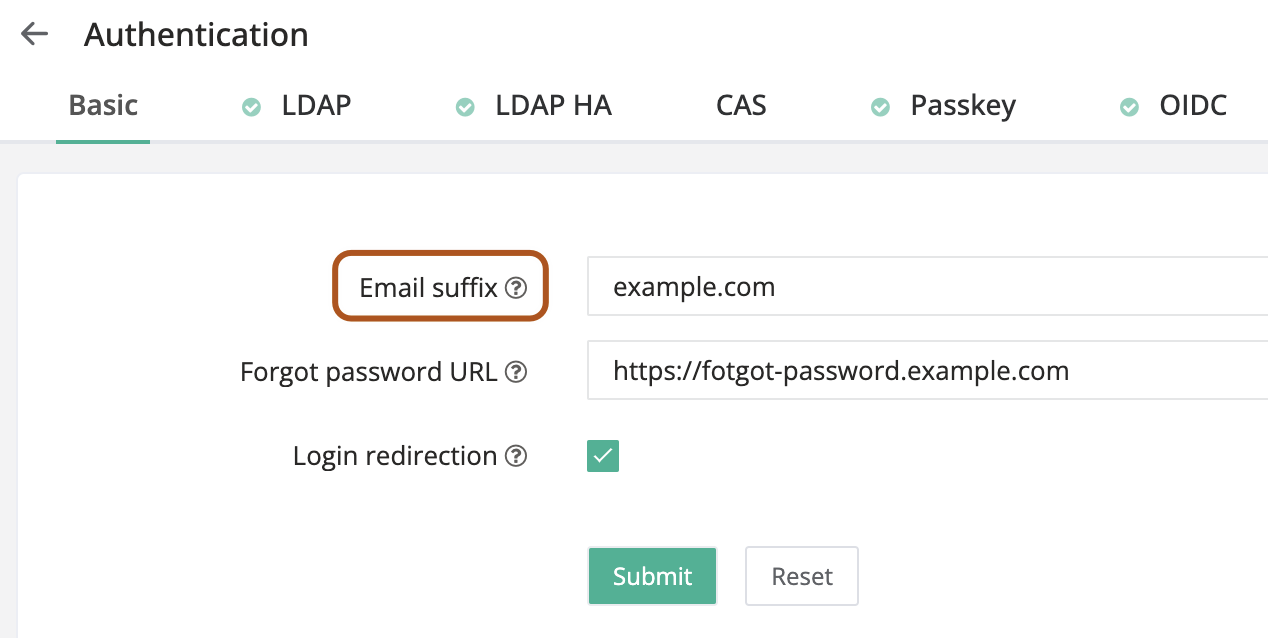 Authentication
Basic LDAP LDAP HA CAS Passkey OIDC
Email suffix example.com
Forgot password URL https://fotgot-password.example.com
Login redirection
Submit Reset